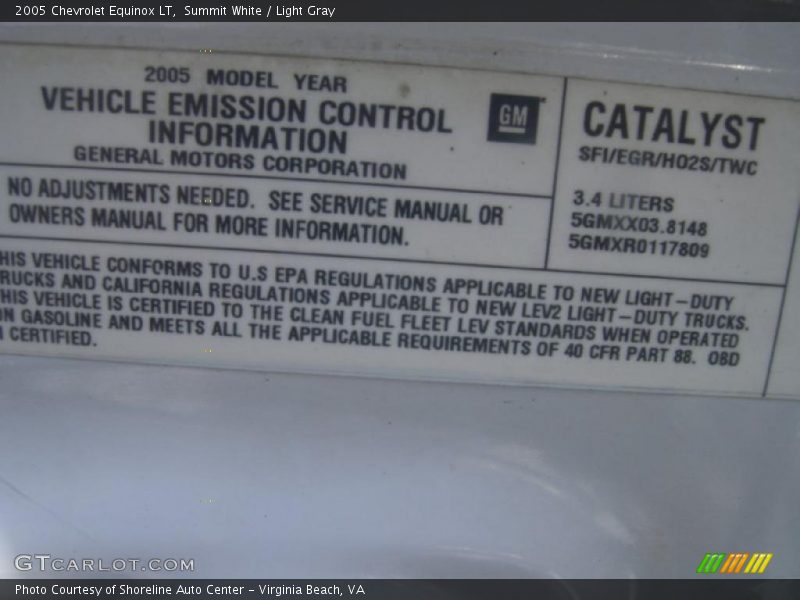 2005 Chevrolet Equinox LT,  Summit White / Light Gray
2005 MODEL YEAR
VEHICLE EMISSION CONTROL
INFORMATION
GENERAL MOTORS CORPORATION
GM
NO ADJUSTMENTS NEEDED. SEE SERVICE MANUAL OR
OWNERS MANUAL FOR MORE INFORMATION.
CATALYST
SFI/EGR/HO2S/TWC
3.4 LITERS
5GMXX03.8148
5GMXR0117809
HIS VEHICLE CONFORMS TO U.S EPA REGULATIONS APPLICABLE TO NEW LIGHT-DUTY
RUCKS AND CALIFORNIA REGULATIONS APPLICABLE TO NEW LEV2 LIGHT-DUTY TRUCKS.
HIS VEHICLE IS CERTIFIED TO THE CLEAN FUEL FLEET LEV STANDARDS WHEN OPERATED
N GASOLINE AND MEETS ALL THE APPLICABLE REQUIREMENTS OF 40 CFR PART 88. OBD
CERTIFIED.
GTCARLOT.COM
Photo Courtesy of Shoreline Auto Center - Virginia Beach, VA